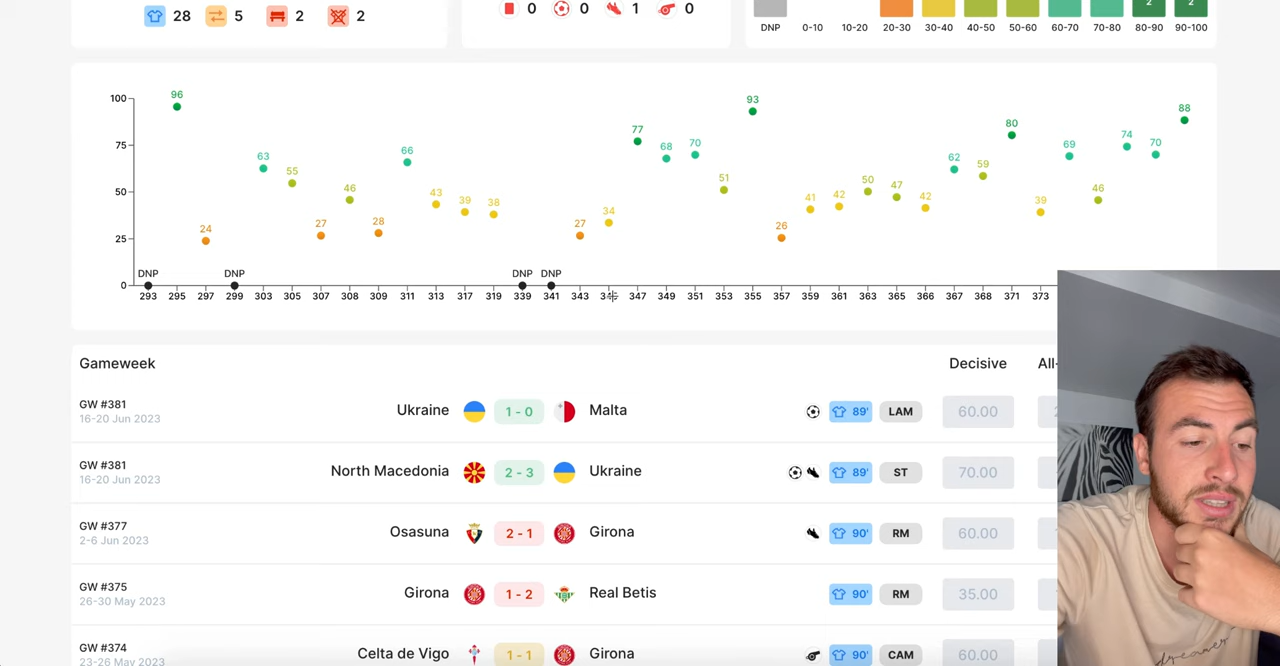 28 5 2 2
0 0 1 0
2 2
DNP 0-10 10-20 20-30 30-40 40-50 50-60 60-70 70-80 80-90 90-100
100
75
50
25
0
DNP 96 24 DNP 63 55 27 46 28 66 43 39 38 DNP DNP 27 34 77 68 70 51 93 26 41 42 50 47 42 62 59 80 39 69 46 74 70 88
293 295 297 299 303 305 307 308 309 311 313 317 319 339 341 343 347 349 351 353 355 357 359 361 363 365 366 367 368 371 373
Gameweek Decisive All-
GW #381
16-20 Jun 2023
Ukraine 1 - 0 Malta 89' LAM 60.00
GW #381
16-20 Jun 2023
North Macedonia 2 - 3 Ukraine 89' ST 70.00
GW #377
2-6 Jun 2023
Osasuna 2 - 1 Girona 90' RM 60.00
GW #375
26-30 May 2023
Girona 1 - 2 Real Betis 90' RM 35.00
GW #374
23-26 May 2023
Celta de Vigo 1 - 1 Girona 90' CAM 60.00
dreamer